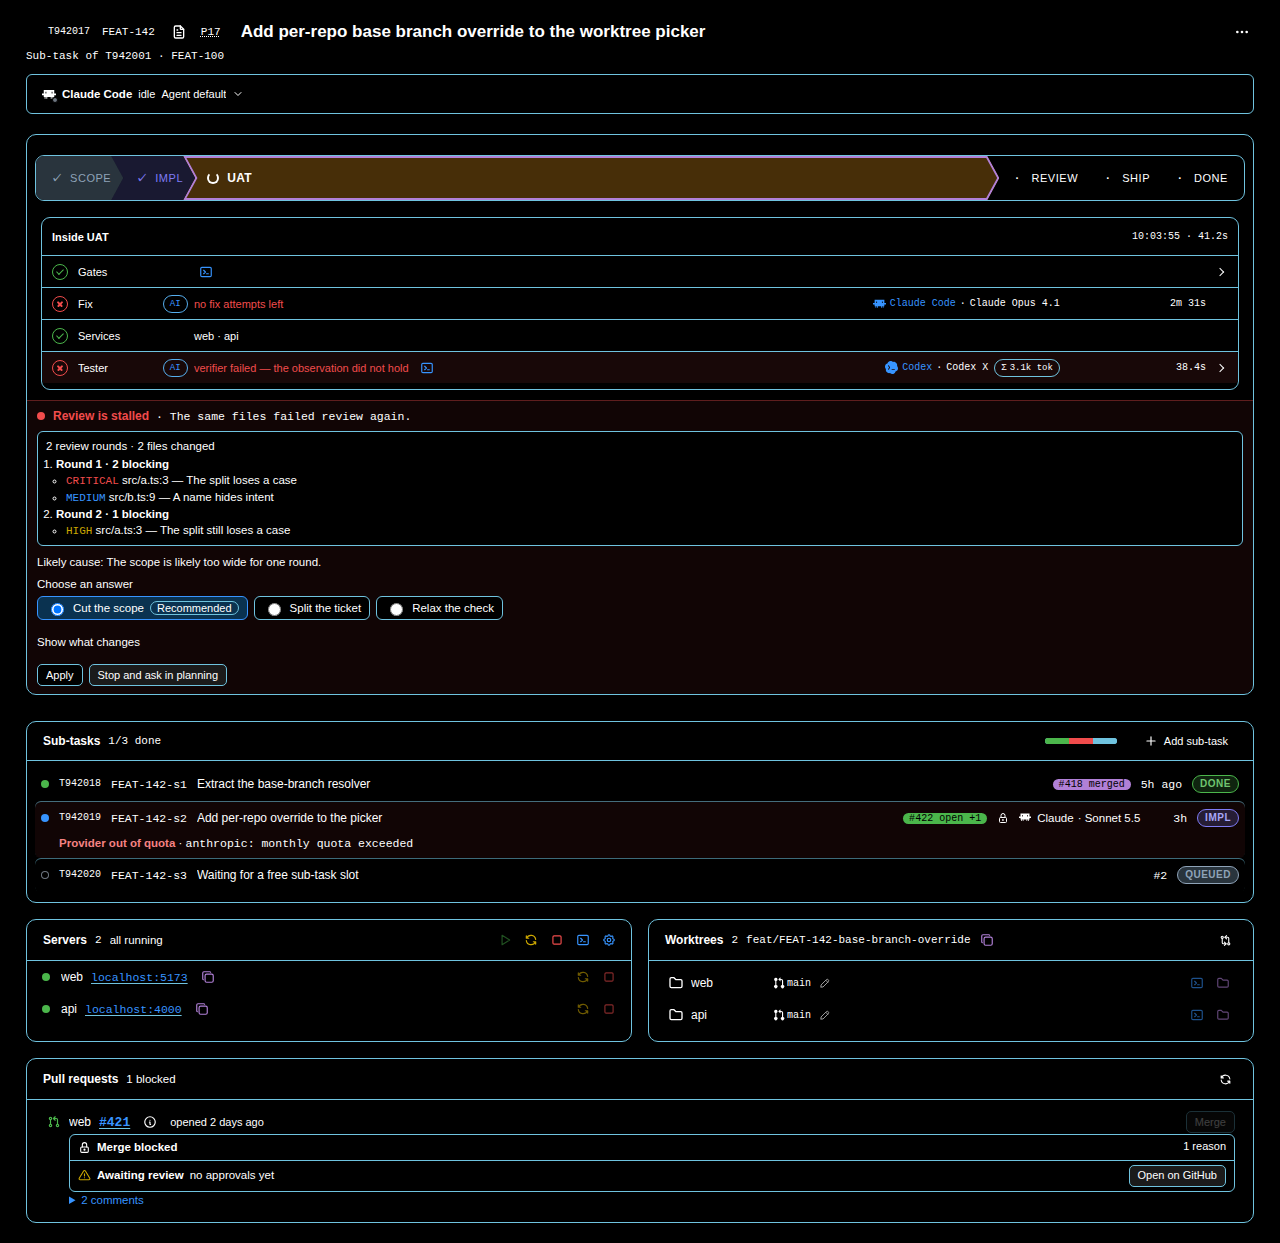 T942017 FEAT-142 P17 Add per-repo base branch override to the worktree picker
Sub-task of T942001 · FEAT-100
Claude Code idle Agent default
SCOPE IMPL UAT · REVIEW · SHIP · DONE
Inside UAT 10:03:55 · 41.2s
Gates
Fix AI no fix attempts left Claude Code · Claude Opus 4.1 2m 31s
Services web · api
Tester AI verifier failed — the observation did not hold Codex · Codex X Σ 3.1k tok 38.4s
Review is stalled · The same files failed review again.
2 review rounds · 2 files changed
1. Round 1 · 2 blocking
CRITICAL src/a.ts:3 — The split loses a case
MEDIUM src/b.ts:9 — A name hides intent
2. Round 2 · 1 blocking
HIGH src/a.ts:3 — The split still loses a case
Likely cause: The scope is likely too wide for one round.
Choose an answer
Cut the scope Recommended Split the ticket Relax the check
Show what changes
Apply Stop and ask in planning
Sub-tasks 1/3 done Add sub-task
T942018 FEAT-142-s1 Extract the base-branch resolver #418 merged 5h ago DONE
T942019 FEAT-142-s2 Add per-repo override to the picker #422 open +1 Claude · Sonnet 5.5 3h IMPL
Provider out of quota · anthropic: monthly quota exceeded
T942020 FEAT-142-s3 Waiting for a free sub-task slot #2 QUEUED
Servers 2 all running
web localhost:5173
api localhost:4000
Worktrees 2 feat/FEAT-142-base-branch-override
web main
api main
Pull requests 1 blocked
web #421 opened 2 days ago Merge
Merge blocked 1 reason
Awaiting review no approvals yet Open on GitHub
2 comments